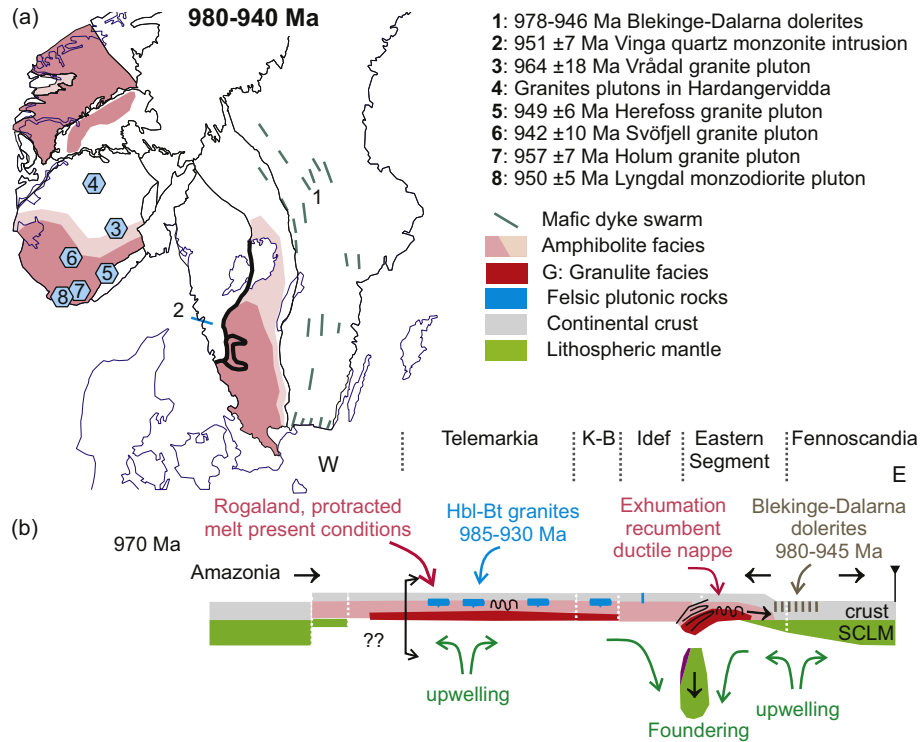 (a)
980-940 Ma
1: 978-946 Ma Blekinge-Dalarna dolerites
2: 951 ±7 Ma Vinga quartz monzonite intrusion
3: 964 ±18 Ma Vrådal granite pluton
4: Granites plutons in Hardangervidda
5: 949 ±6 Ma Herefoss granite pluton
6: 942 ±10 Ma Svöfjell granite pluton
7: 957 ±7 Ma Holum granite pluton
8: 950 ±5 Ma Lyngdal monzodiorite pluton
Mafic dyke swarm
Amphibolite facies
G: Granulite facies
Felsic plutonic rocks
Continental crust
Lithospheric mantle
4
1
3
6
5
7
8
2
W
Telemarkia
K-B
Idef
Eastern
Segment
Fennoscandia
E
(b)
970 Ma
Rogaland, protracted
melt present conditions
Hbl-Bt granites
985-930 Ma
Exhumation
recumbent
ductile nappe
Blekinge-Dalarna
dolerites
980-945 Ma
Amazonia
crust
SCLM
??
upwelling
Foundering
upwelling